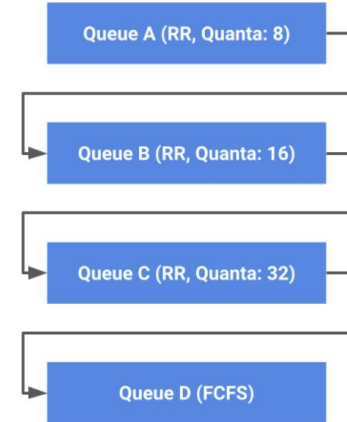 Queue A (RR, Quanta: 8)
Queue B (RR, Quanta: 16)
Queue C (RR, Quanta: 32)
Queue D (FCFS)